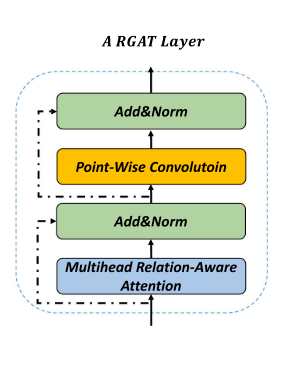 A RGAT Layer
Add&Norm
Point-Wise Convolutoin
Add&Norm
Multihead Relation-Aware
Attention